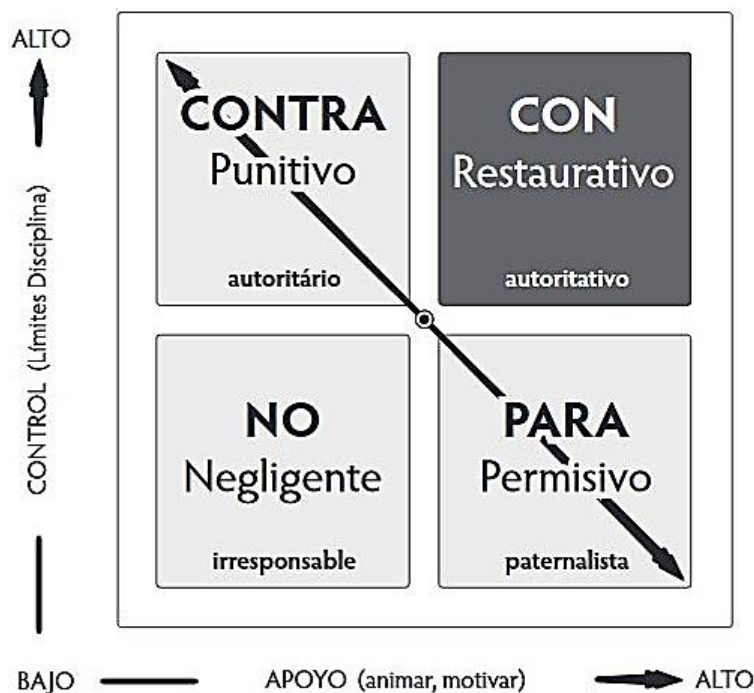 ALTO
CONTROL (Límites Disciplina)
CONTRA
Punitivo
autoritário
CON
Restaurativo
autoritativo
NO
Negligente
irresponsable
PARA
Permisivo
paternalista
BAJO
APOYO (animar, motivar)
ALTO